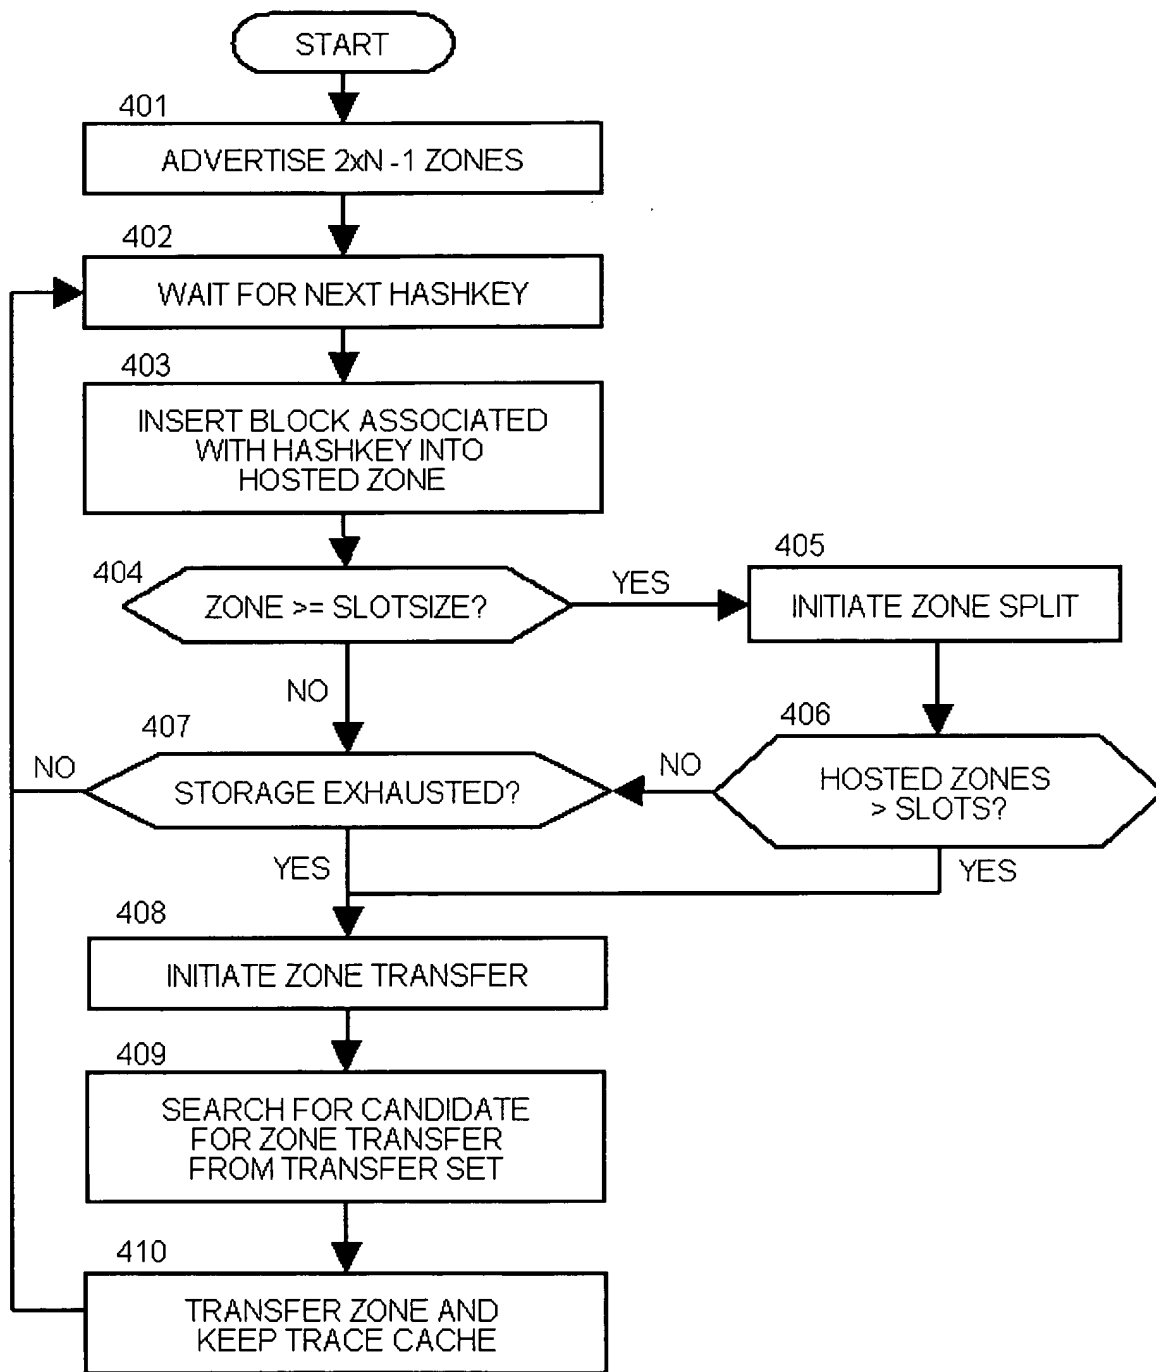 START
401
ADVERTISE 2xN -1 ZONES
402
WAIT FOR NEXT HASHKEY
403
INSERT BLOCK ASSOCIATED
WITH HASHKEY INTO
HOSTED ZONE
404
ZONE >= SLOTSIZE?
YES
405
INITIATE ZONE SPLIT
NO
406
HOSTED ZONES
> SLOTS?
NO
YES
407
STORAGE EXHAUSTED?
NO
YES
408
INITIATE ZONE TRANSFER
409
SEARCH FOR CANDIDATE
FOR ZONE TRANSFER
FROM TRANSFER SET
410
TRANSFER ZONE AND
KEEP TRACE CACHE